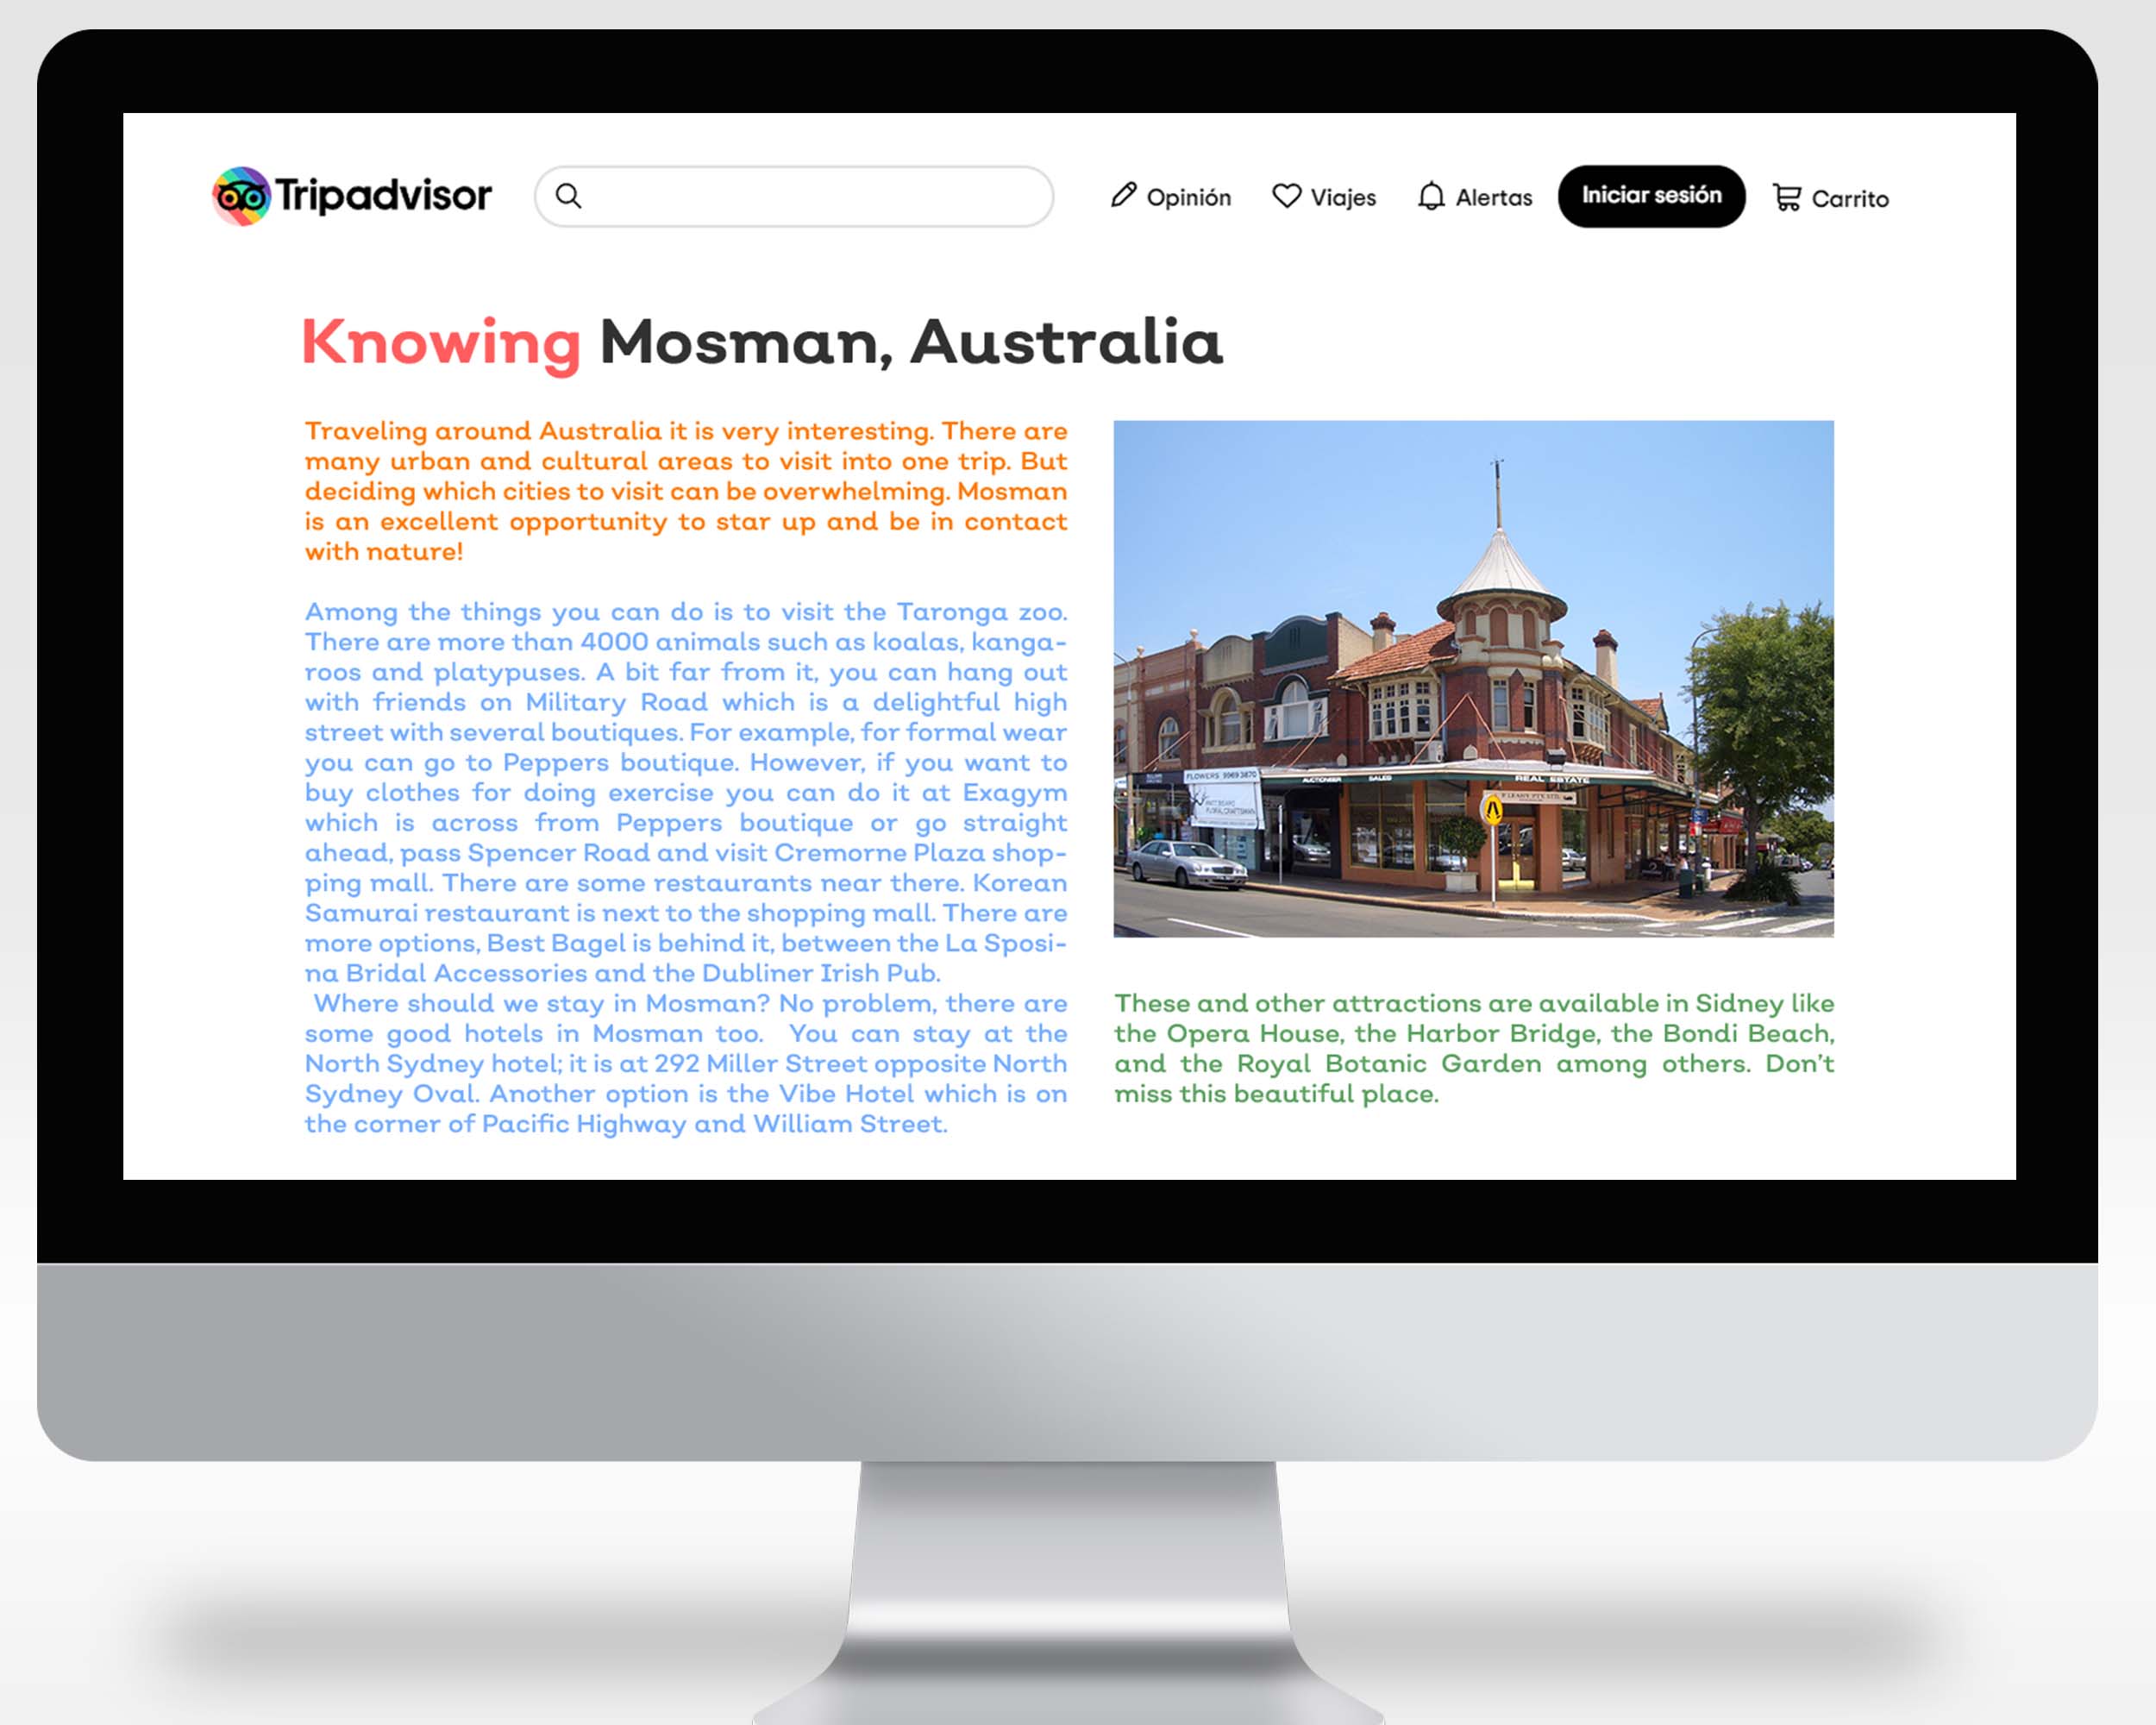 Tripadvisor
Opinión
Viajes
Alertas
Iniciar sesión
Carrito
Knowing Mosman, Australia
Traveling around Australia it is very interesting. There are
many urban and cultural areas to visit into one trip. But
deciding which cities to visit can be overwhelming. Mosman
is an excellent opportunity to star up and be in contact
with nature!
Among the things you can do is to visit the Taronga zoo.
There are more than 4000 animals such as koalas, kanga-
roos and platypuses. A bit far from it, you can hang out
with friends on Military Road which is a delightful high
street with several boutiques. For example, for formal wear
you can go to Peppers boutique. However, if you want to
buy clothes for doing exercise you can do it at Exagym
which is across from Peppers boutique or go straight
ahead, pass Spencer Road and visit Cremorne Plaza shop-
ping mall. There are some restaurants near there. Korean
Samurai restaurant is next to the shopping mall. There are
more options, Best Bagel is behind it, between the La Sposi-
na Bridal Accessories and the Dubliner Irish Pub.
Where should we stay in Mosman? No problem, there are
some good hotels in Mosman too. You can stay at the
North Sydney hotel; it is at 292 Miller Street opposite North
Sydney Oval. Another option is the Vibe Hotel which is on
the corner of Pacific Highway and William Street.
FLOWERS 9969 3870
AUCTIONEER SALES REAL ESTATE
These and other attractions are available in Sidney like
the Opera House, the Harbor Bridge, the Bondi Beach,
and the Royal Botanic Garden among others. Don't
miss this beautiful place.